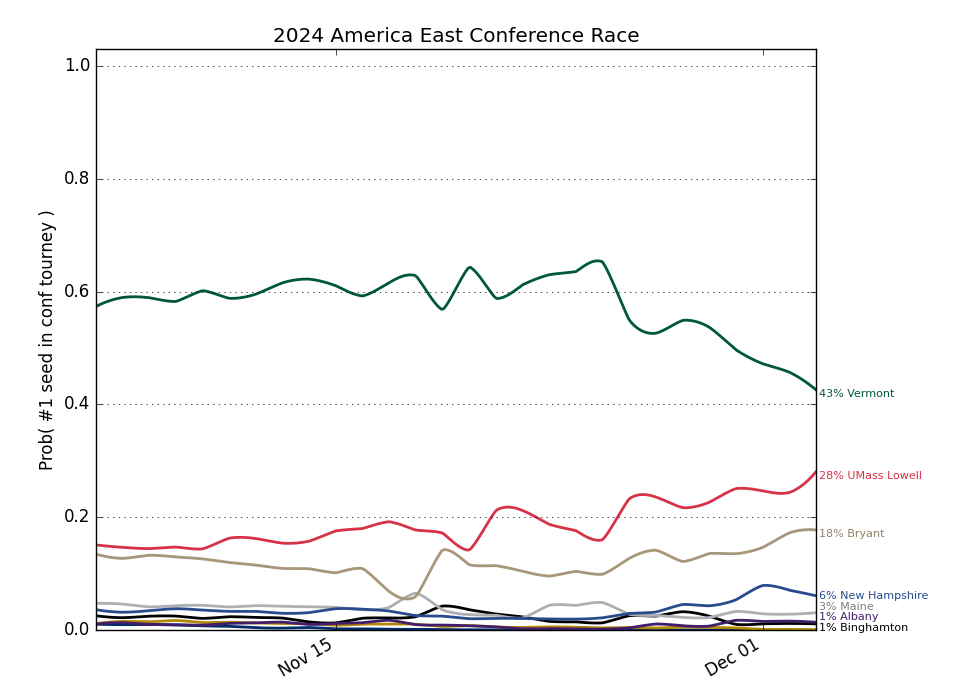 2024 America East Conference Race
Prob( #1 seed in conf tourney )
1.0
0.8
0.6
0.4
0.2
0.0
Nov 15
Dec 01
43% Vermont
28% UMass Lowell
18% Bryant
6% New Hampshire
3% Maine
1% Albany
1% Binghamton